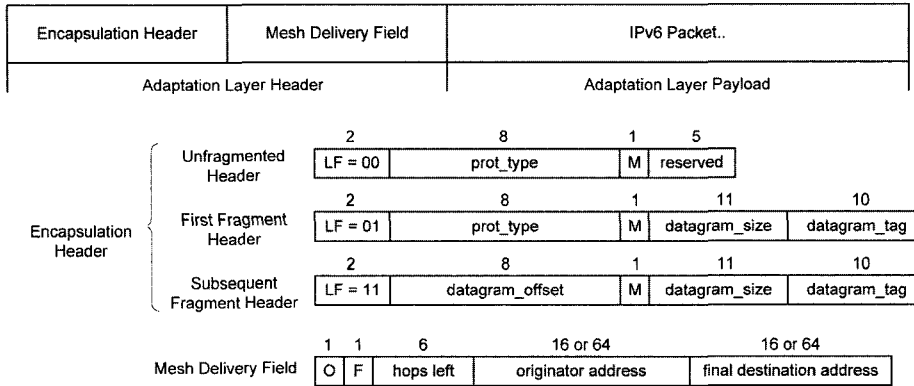 Encapsulation Header Mesh Delivery Field IPv6 Packet..
Adaptation Layer Header Adaptation Layer Payload
2 8 1 5
Unfragmented Header LF = 00 prot_type M reserved
2 8 1 11 10
First Fragment Header LF = 01 prot_type M datagram_size datagram_tag
Encapsulation Header
2 8 1 11 10
Subsequent Fragment Header LF = 11 datagram_offset M datagram_size datagram_tag
1 1 6 16 or 64 16 or 64
Mesh Delivery Field O F hops left originator address final destination address